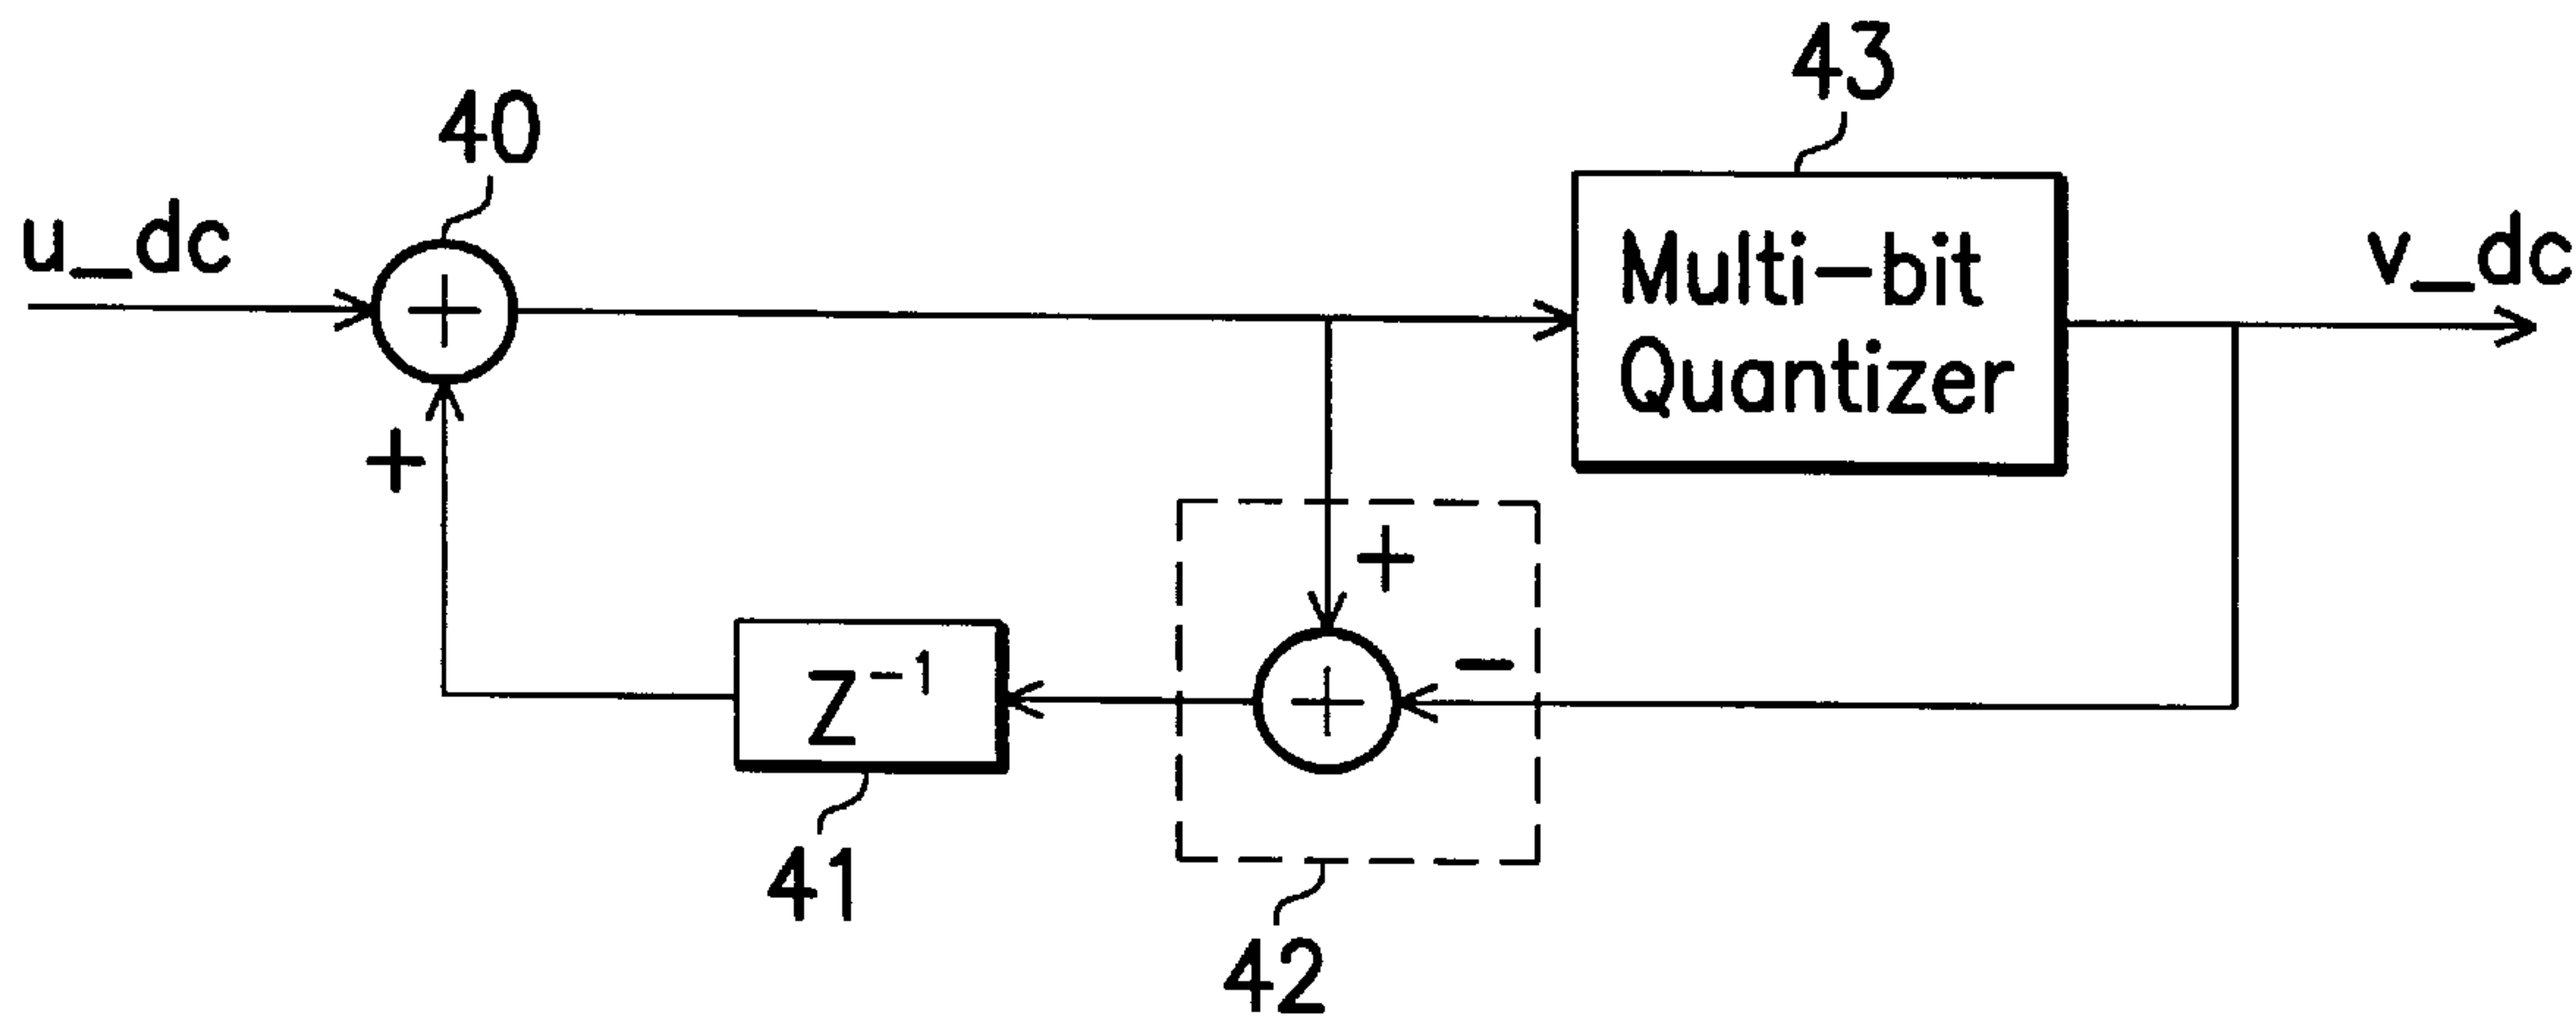 43
40
u_dc
+
Multi-bit
Quantizer
v_dc
+
+
-
+
Z^-1
41
42